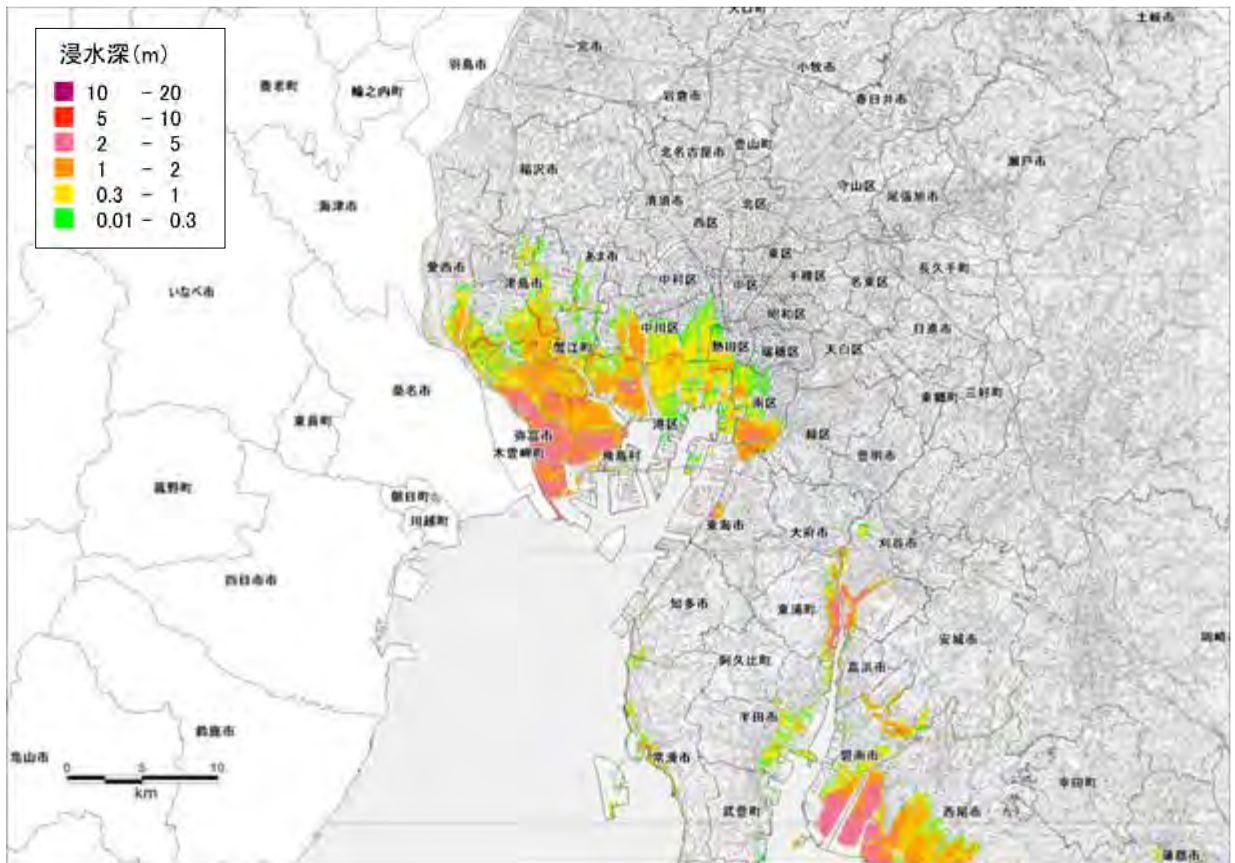 浸水深(m)
10 - 20
5 - 10
2 - 5
1 - 2
0.3 - 1
0.01 - 0.3
土岐市
一宮市
小牧市
羽島市
養老町
輪之内町
岩倉市
春日井市
北名古屋市
豊山町
瀬戸市
稲沢市
守山区
尾張旭市
海津市
清須市
北区
西区
あま市
東区
愛西市
津島市
中村区
中区
千種区
名東区
長久手町
いなべ市
昭和区
中川区
日進市
蟹江町
熱田区
瑞穂区
天白区
桑名市
東郷町
三好町
南区
東員町
港区
弥富市
緑区
木曽岬町
飛島村
豊明市
菰野町
朝日町
川越町
東海市
大府市
刈谷市
四日市市
知多市
東浦町
安城市
岡崎
阿久比町
高浜市
半田市
鈴鹿市
亀山市
常滑市
碧南市
0 5 10
km
幸田町
武豊町
西尾市
蒲郡市